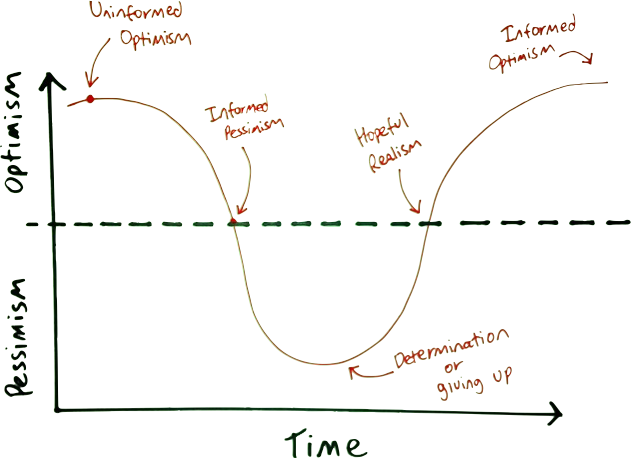 Uninformed
Optimism
Informed
Optimism
Informed
Pessimism
Hopeful
Realism
Optimism
Pessimism
Determination
or
giving up
Time